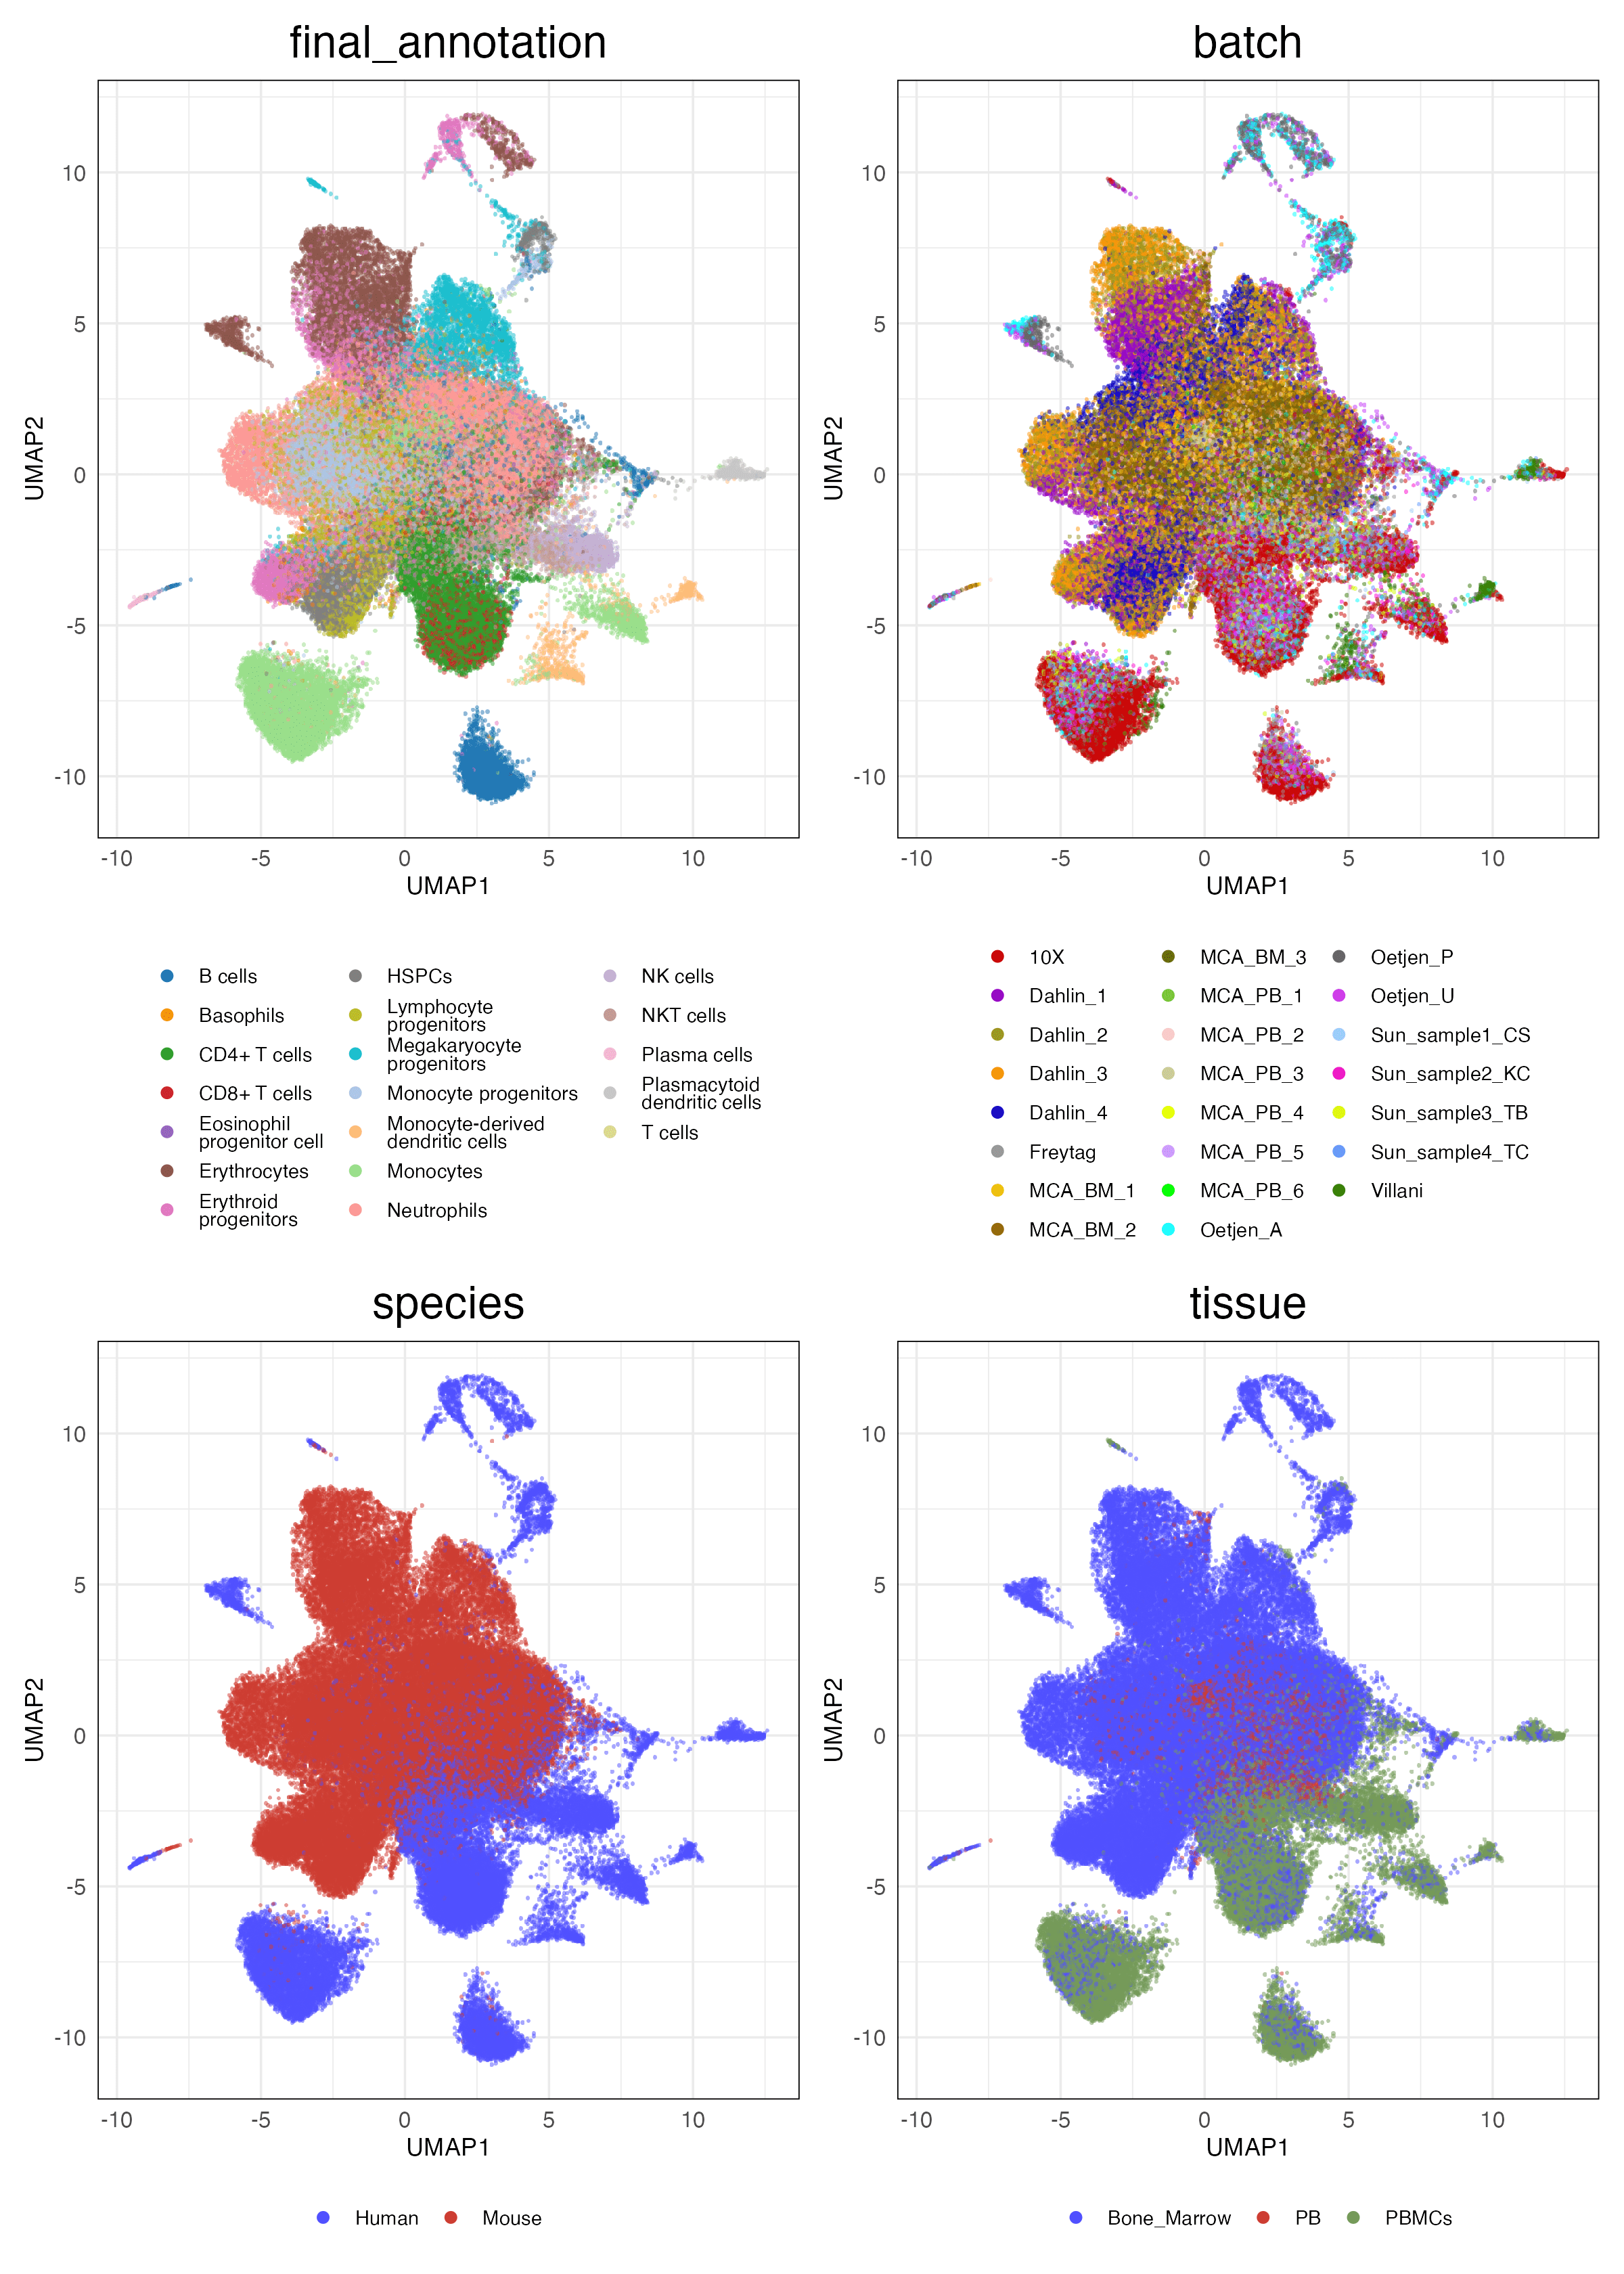 final_annotation
batch
10
5
0
-5
-10
UMAP2
-10
-5
0
5
10
UMAP1
10
5
0
-5
-10
UMAP2
-10
-5
0
5
10
UMAP1
B cells
Basophils
CD4+ T cells
CD8+ T cells
Eosinophil
progenitor cell
Erythrocytes
Erythroid
progenitors
HSPCs
Lymphocyte
progenitors
Megakaryocyte
progenitors
Monocyte progenitors
Monocyte-derived
dendritic cells
Monocytes
Neutrophils
NK cells
NKT cells
Plasma cells
Plasmacytoid
dendritic cells
T cells
10X
Dahlin_1
Dahlin_2
Dahlin_3
Dahlin_4
Freytag
MCA_BM_1
MCA_BM_2
MCA_BM_3
MCA_PB_1
MCA_PB_2
MCA_PB_3
MCA_PB_4
MCA_PB_5
MCA_PB_6
Oetjen_A
Oetjen_P
Oetjen_U
Sun_sample1_CS
Sun_sample2_KC
Sun_sample3_TB
Sun_sample4_TC
Villani
species
tissue
10
5
0
-5
-10
UMAP2
-10
-5
0
5
10
UMAP1
10
5
0
-5
-10
UMAP2
-10
-5
0
5
10
UMAP1
Human
Mouse
Bone_Marrow
PB
PBMCs